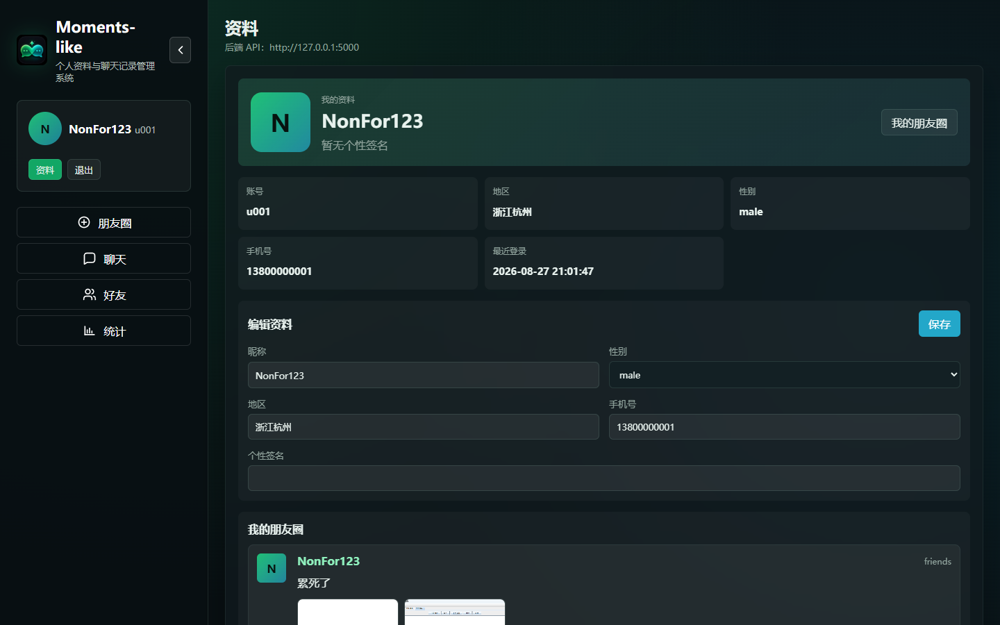 Moments-
like
个人资料与聊天记录管理
系统
N
NonFor123 u001
资料
退出
朋友圈
聊天
好友
统计
资料
后端 API：http://127.0.0.1:5000
N
我的资料
NonFor123
暂无个性签名
我的朋友圈
账号
u001
地区
浙江杭州
性别
male
手机号
13800000001
最近登录
2026-08-27 21:01:47
编辑资料
保存
昵称
NonFor123
性别
male
地区
浙江杭州
手机号
13800000001
个性签名
我的朋友圈
N
NonFor123
friends
累死了